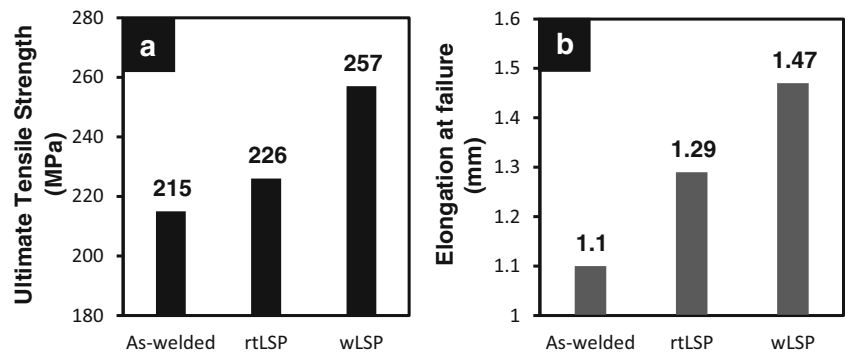 a
Ultimate Tensile Strength
(MPa)
280
260
240
220
200
180
215
226
257
As-welded
rtLSP
wLSP
b
Elongation at failure
(mm)
1.6
1.5
1.4
1.3
1.2
1.1
1
1.1
1.29
1.47
As-welded
rtLSP
wLSP